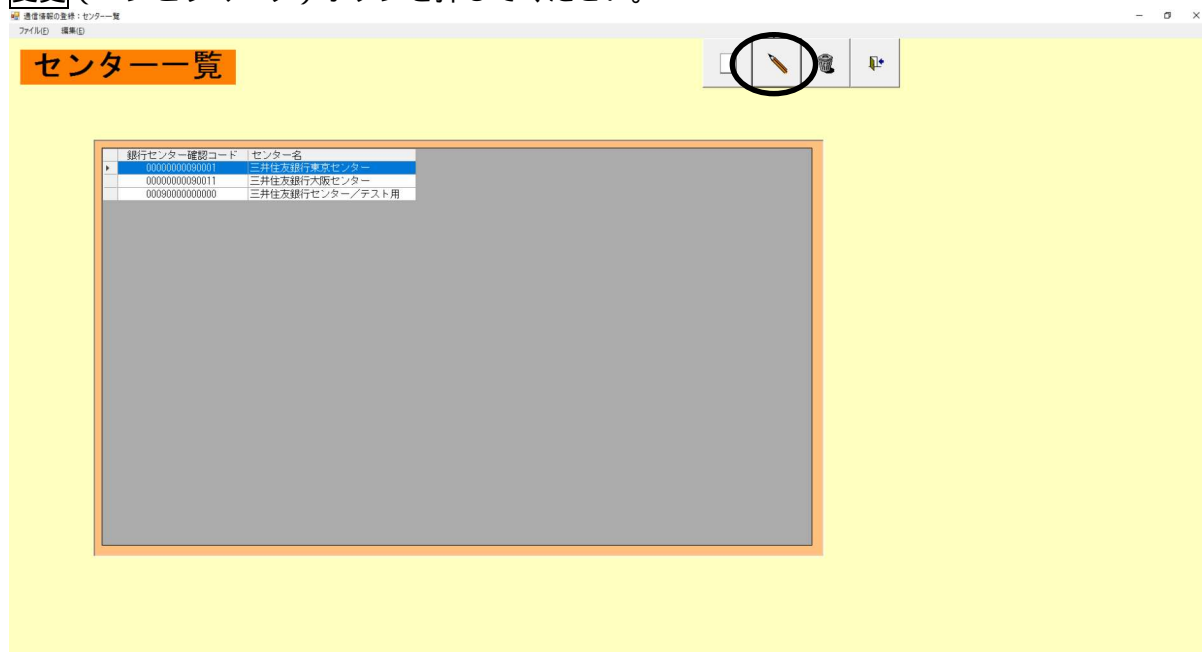 通信情報の登録：センター一覧
ファイル(F) 編集(E)
センター一覧
銀行センター確認コード センター名
00000000090001 三井住友銀行東京センター
00000000090011 三井住友銀行大阪センター
00090000000000 三井住友銀行センター／テスト用